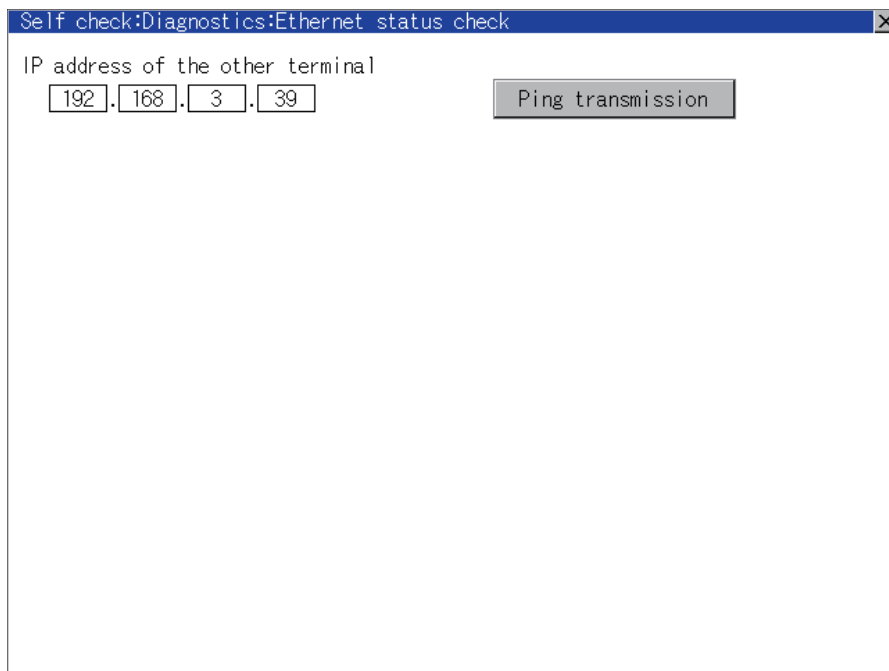 Self check:Diagnostics:Ethernet status check
IP address of the other terminal
192.168.3.39
Ping transmission